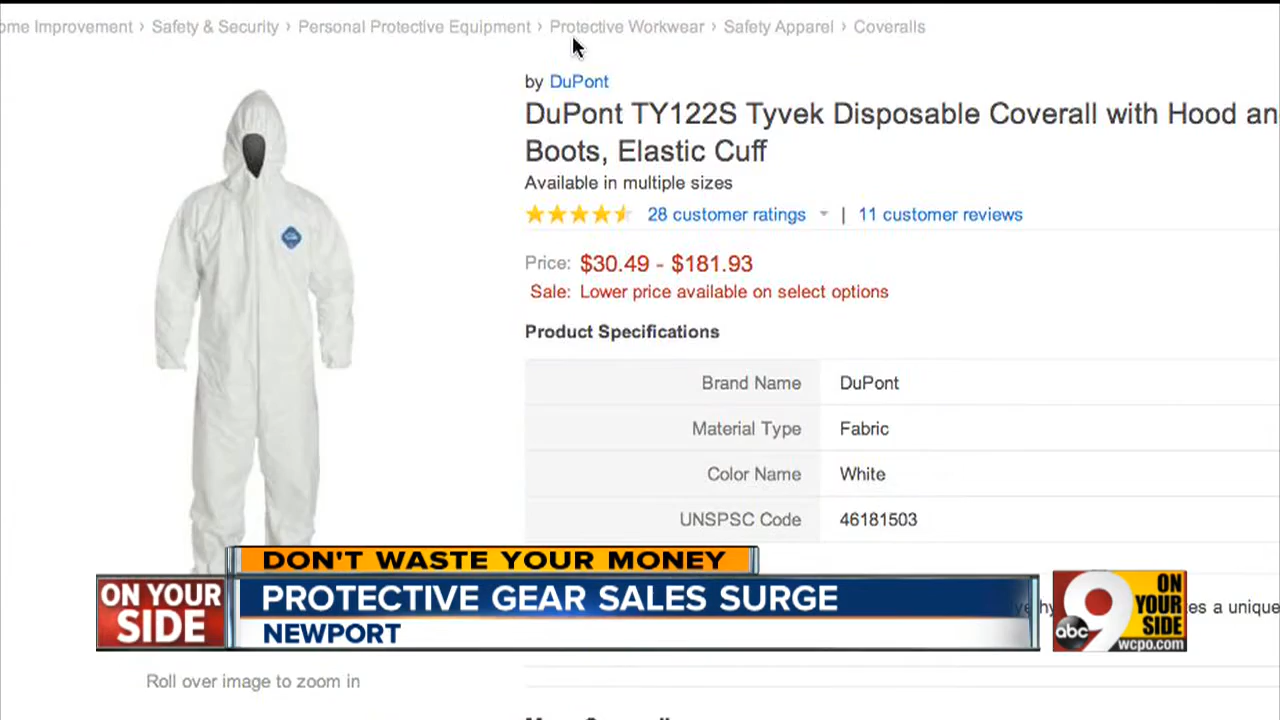 ome Improvement › Safety & Security › Personal Protective Equipment › Protective Workwear › Safety Apparel › Coveralls
by DuPont
DuPont TY122S Tyvek Disposable Coverall with Hood an
Boots, Elastic Cuff
Available in multiple sizes
28 customer ratings | 11 customer reviews
Price: $30.49 - $181.93
Sale: Lower price available on select options
Product Specifications
Brand Name DuPont
Material Type Fabric
Color Name White
UNSPSC Code 46181503
DON'T WASTE YOUR MONEY
ON YOUR SIDE
PROTECTIVE GEAR SALES SURGE
NEWPORT
abc 9 ON YOUR SIDE
wcpo.com
es a unique
Roll over image to zoom in